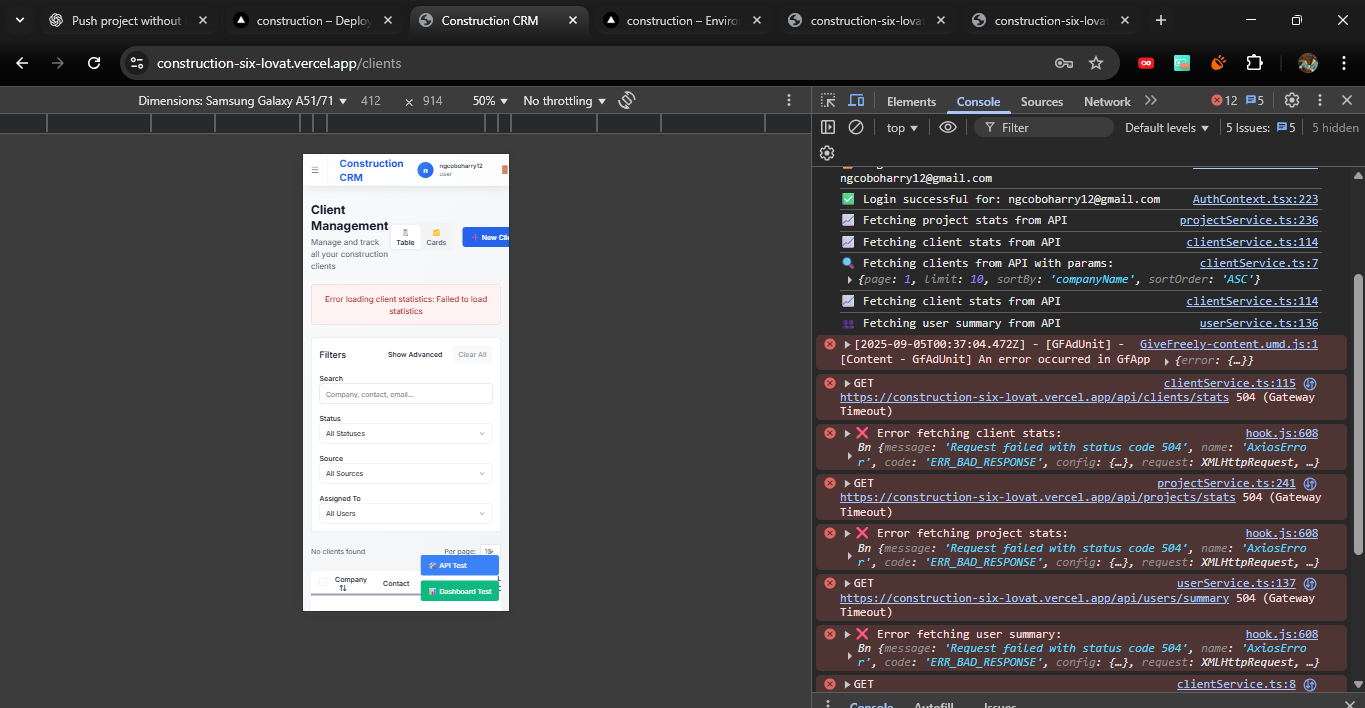 Push project without
construction – Deplo
Construction CRM
construction – Enviro
construction-six-lova
construction-six-lova
construction-six-lovat.vercel.app/clients
Dimensions: Samsung Galaxy A51/71
412
×
914
50%
No throttling
Construction
CRM
n
ngcoboharry12
user
Client
Management
Manage and track
all your construction
clients
Table
Cards
New Clie
Error loading client statistics: Failed to load
statistics
Filters
Show Advanced
Clear All
Search
Company, contact, email...
Status
All Statuses
Source
All Sources
Assigned To
All Users
No clients found
Per page:
API Test
Company
Contact
Dashboard Test
Elements
Console
Sources
Network
12
5
top
Filter
Default levels
5 Issues:
5
5 hidden
ngcoboharry12@gmail.com
Login successful for: ngcoboharry12@gmail.com AuthContext.tsx:223
Fetching project stats from API projectService.ts:236
Fetching client stats from API clientService.ts:114
Fetching clients from API with params: clientService.ts:7
{page: 1, limit: 10, sortBy: 'companyName', sortOrder: 'ASC'}
Fetching client stats from API clientService.ts:114
Fetching user summary from API userService.ts:136
[2025-09-05T00:37:04.472Z] - [GFAdUnit] - GiveFreely-content.umd.js:1
[Content - GfAdUnit] An error occurred in GfApp {error: {…}}
GET clientService.ts:115
https://construction-six-lovat.vercel.app/api/clients/stats 504 (Gateway
Timeout)
Error fetching client stats: hook.js:608
Bn {message: 'Request failed with status code 504', name: 'AxiosErro
r', code: 'ERR_BAD_RESPONSE', config: {…}, request: XMLHttpRequest, …}
GET projectService.ts:241
https://construction-six-lovat.vercel.app/api/projects/stats 504 (Gateway
Timeout)
Error fetching project stats: hook.js:608
Bn {message: 'Request failed with status code 504', name: 'AxiosErro
r', code: 'ERR_BAD_RESPONSE', config: {…}, request: XMLHttpRequest, …}
GET userService.ts:137
https://construction-six-lovat.vercel.app/api/users/summary 504 (Gateway
Timeout)
Error fetching user summary: hook.js:608
Bn {message: 'Request failed with status code 504', name: 'AxiosErro
r', code: 'ERR_BAD_RESPONSE', config: {…}, request: XMLHttpRequest, …}
GET clientService.ts:8
Console
Autofill
Issues